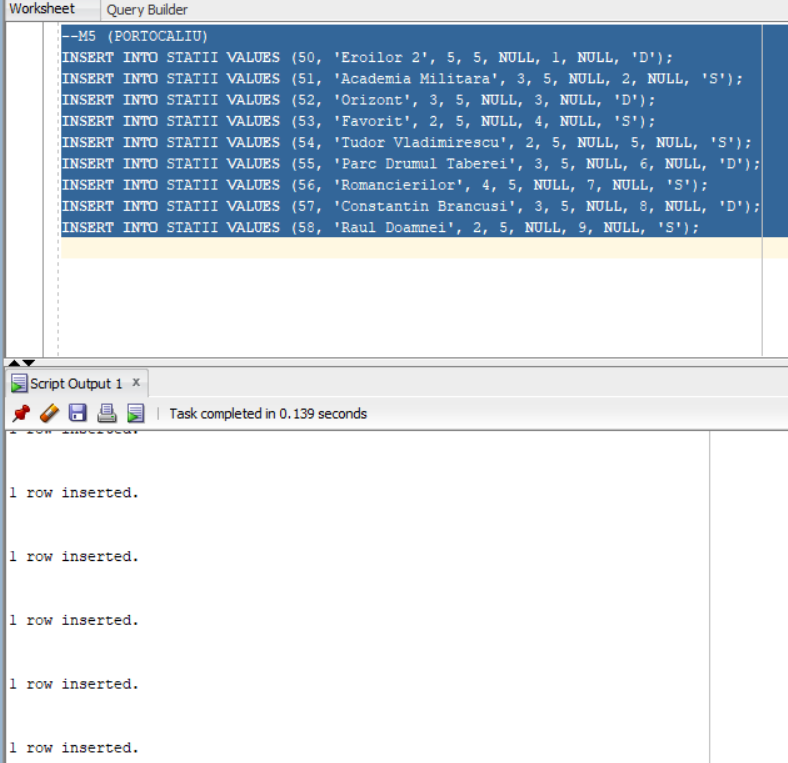 Worksheet Query Builder
--M5 (PORTOCALIU)
INSERT INTO STATII VALUES (50, 'Eroilor 2', 5, 5, NULL, 1, NULL, 'D');
INSERT INTO STATII VALUES (51, 'Academia Militara', 3, 5, NULL, 2, NULL, 'S');
INSERT INTO STATII VALUES (52, 'Orizont', 3, 5, NULL, 3, NULL, 'D');
INSERT INTO STATII VALUES (53, 'Favorit', 2, 5, NULL, 4, NULL, 'S');
INSERT INTO STATII VALUES (54, 'Tudor Vladimirescu', 2, 5, NULL, 5, NULL, 'S');
INSERT INTO STATII VALUES (55, 'Parc Drumul Taberei', 3, 5, NULL, 6, NULL, 'D');
INSERT INTO STATII VALUES (56, 'Romancierilor', 4, 5, NULL, 7, NULL, 'S');
INSERT INTO STATII VALUES (57, 'Constantin Brancusi', 3, 5, NULL, 8, NULL, 'D');
INSERT INTO STATII VALUES (58, 'Raul Doamnei', 2, 5, NULL, 9, NULL, 'S');
Script Output 1 x
Task completed in 0.139 seconds
1 row inserted.
1 row inserted.
1 row inserted.
1 row inserted.
1 row inserted.
1 row inserted.